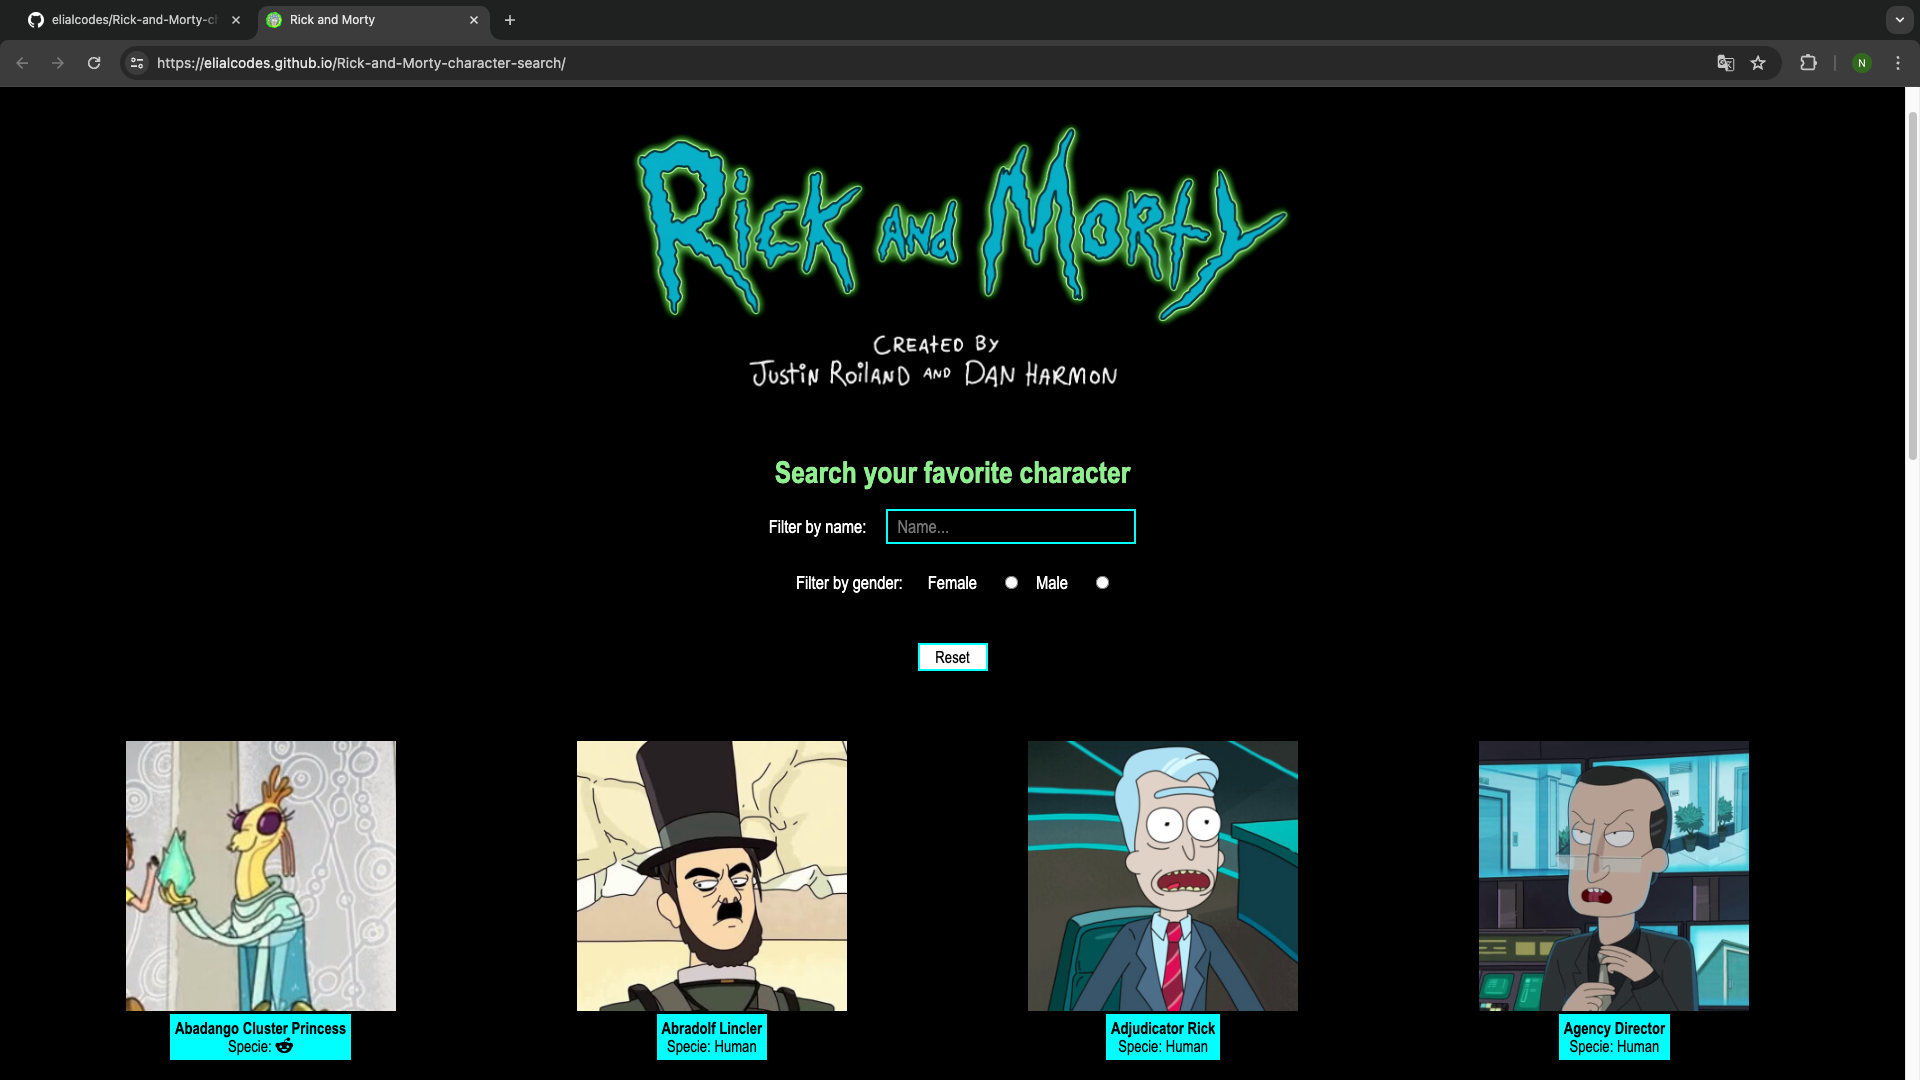 elialcodes/Rick-and-Morty-ch
Rick and Morty
https://elialcodes.github.io/Rick-and-Morty-character-search/
N
Rick and Morty
Created by
Justin Roiland and Dan Harmon
Search your favorite character
Filter by name: Name...
Filter by gender: Female Male
Reset
Abadango Cluster Princess
Specie:
Abradolf Lincler
Specie: Human
Adjudicator Rick
Specie: Human
Agency Director
Specie: Human